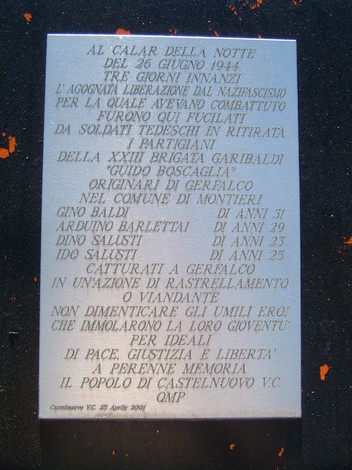 AL CALAR DELLA NOTTE
DEL 26 GIUGNO 1944
TRE GIORNI INNANZI
L'AGOGNATA LIBERAZIONE DAL NAZIFASCISMO
PER LA QUALE AVEVANO COMBATTUTO
FURONO QUI FUCILATI
DA SOLDATI TEDESCHI IN RITIRATA
I PARTIGIANI
DELLA XXIII BRIGATA GARIBALDI
"GUIDO BOSCAGLIA"
ORIGINARI DI GERFALCO
NEL COMUNE DI MONTIERI
GINO BALDI DI ANNI 31
ARDUINO BARLETTAI DI ANNI 29
DINO SALUSTI DI ANNI 23
IDO SALUSTI DI ANNI 25
CATTURATI A GERFALCO
IN UN'AZIONE DI RASTRELLAMENTO
O VIANDANTE
NON DIMENTICARE GLI UMILI EROI
CHE IMMOLARONO LA LORO GIOVENTU'
PER IDEALI
DI PACE, GIUSTIZIA E LIBERTA'
A PERENNE MEMORIA
IL POPOLO DI CASTELNUOVO V.C.
QMP
Castelnuovo V.C. 25 Aprile 2001